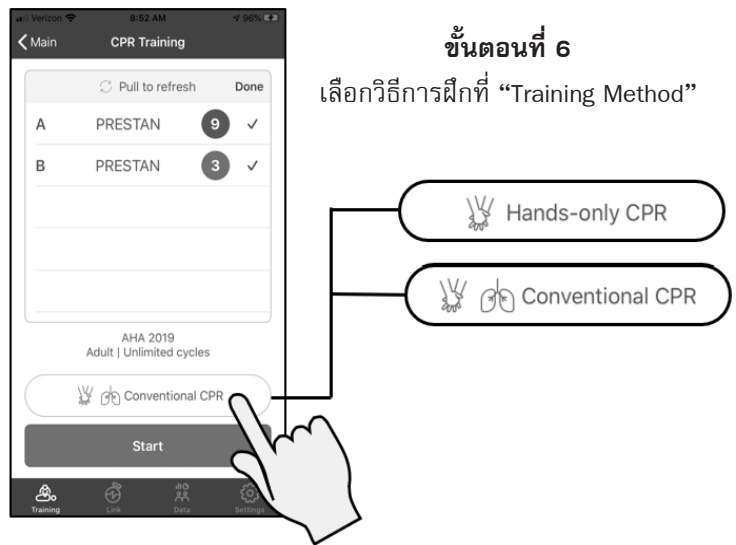 Verizon 8:52 AM 96%
Main CPR Training
Pull to refresh Done
A PRESTAN 9
B PRESTAN 3
AHA 2019
Adult | Unlimited cycles
Conventional CPR
Start
Training Link Data Settings
ขั้นตอนที่ 6
เลือกวิธีการฝึกที่ “Training Method”
Hands-only CPR
Conventional CPR